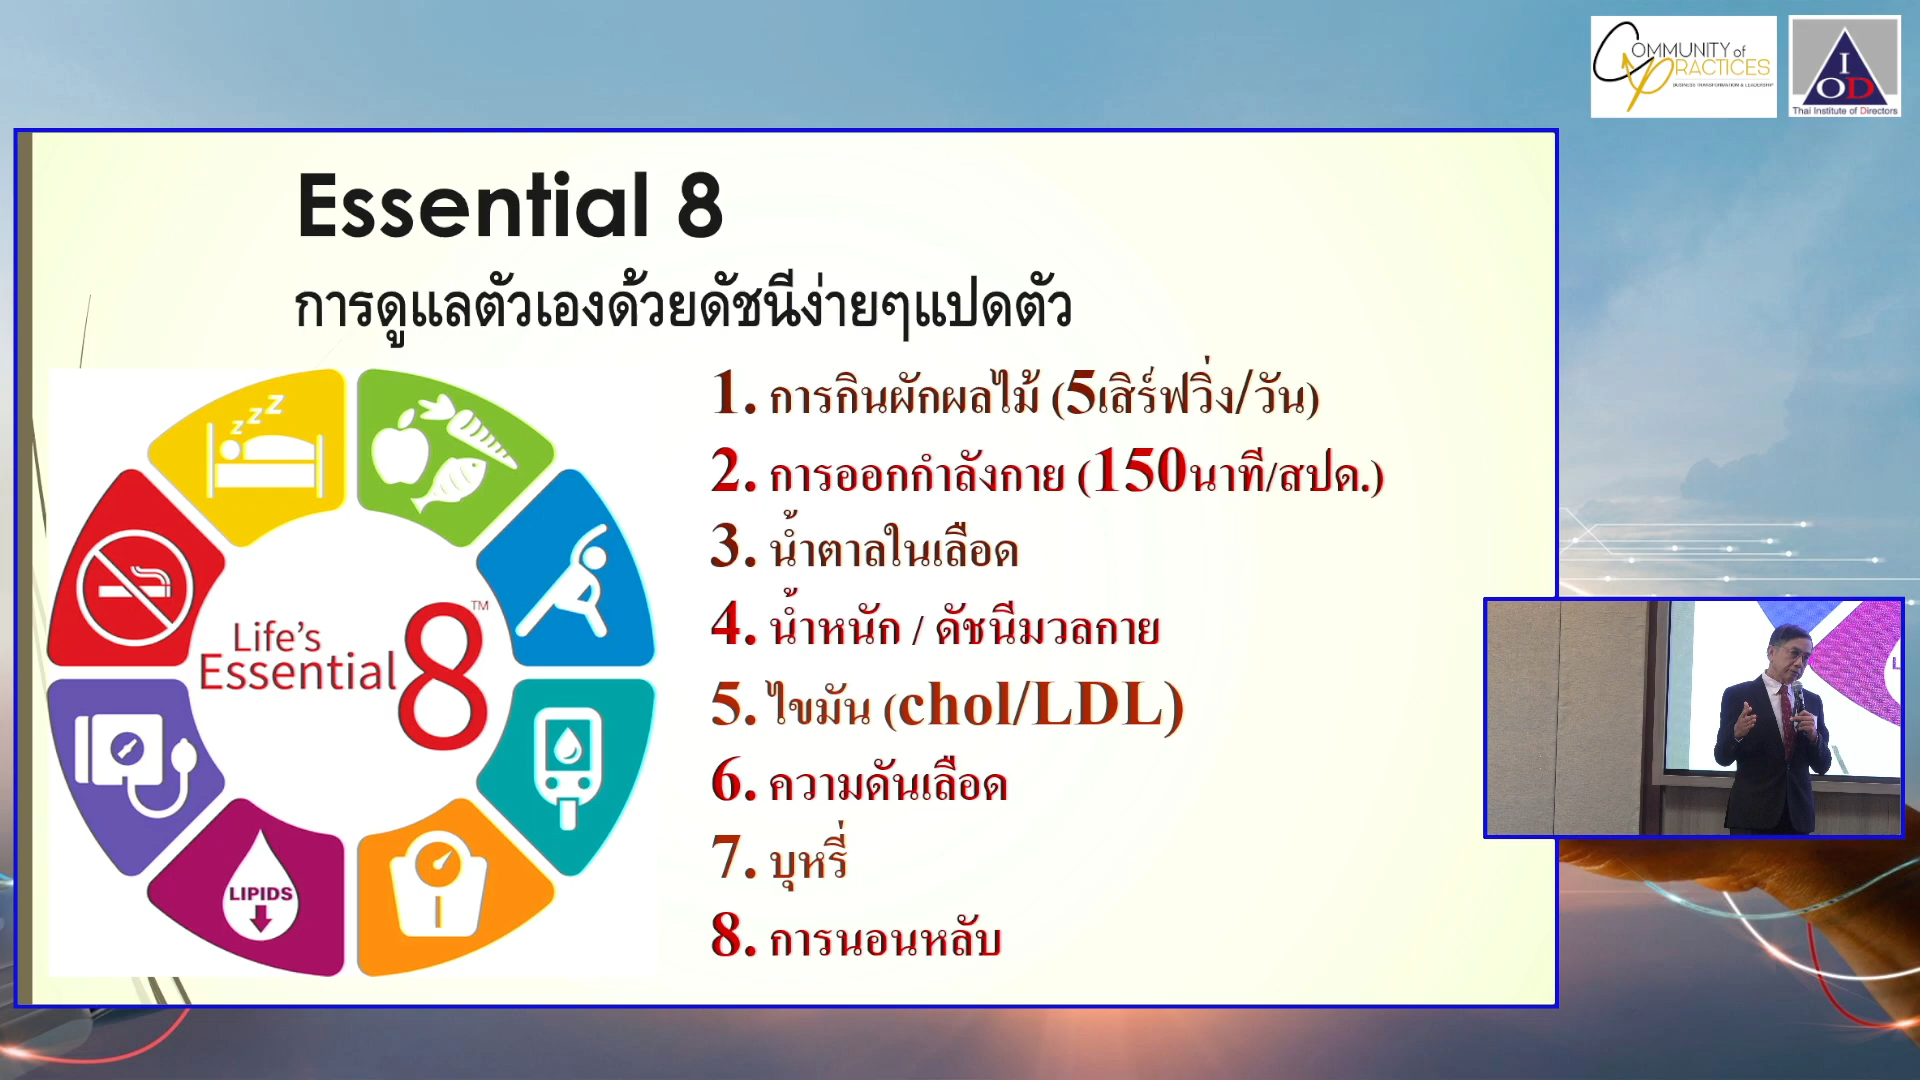 COMMUNITY of
PRACTICES
BUSINESS TRANSFORMATION & LEADERSHIP
IOD
Thai Institute of Directors
Essential 8
การดูแลตัวเองด้วยดัชนีง่ายๆแปดตัว
1. การกินผักผลไม้ (5เสิร์ฟวิ่ง/วัน)
2. การออกกำลังกาย (150นาที/สปด.)
3. น้ำตาลในเลือด
4. น้ำหนัก / ดัชนีมวลกาย
5. ไขมัน (chol/LDL)
6. ความดันเลือด
7. บุหรี่
8. การนอนหลับ
zzZ
Life's
Essential 8™
LIPIDS